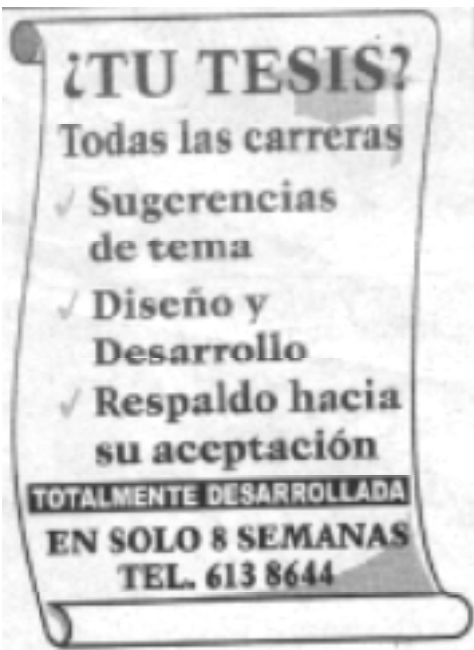 ¿TU TESIS?
Todas las carreras
✓ Sugerencias
de tema
✓ Diseño y
Desarrollo
✓ Respaldo hacia
su aceptación
TOTALMENTE DESARROLLADA
EN SOLO 8 SEMANAS
TEL. 613 8644